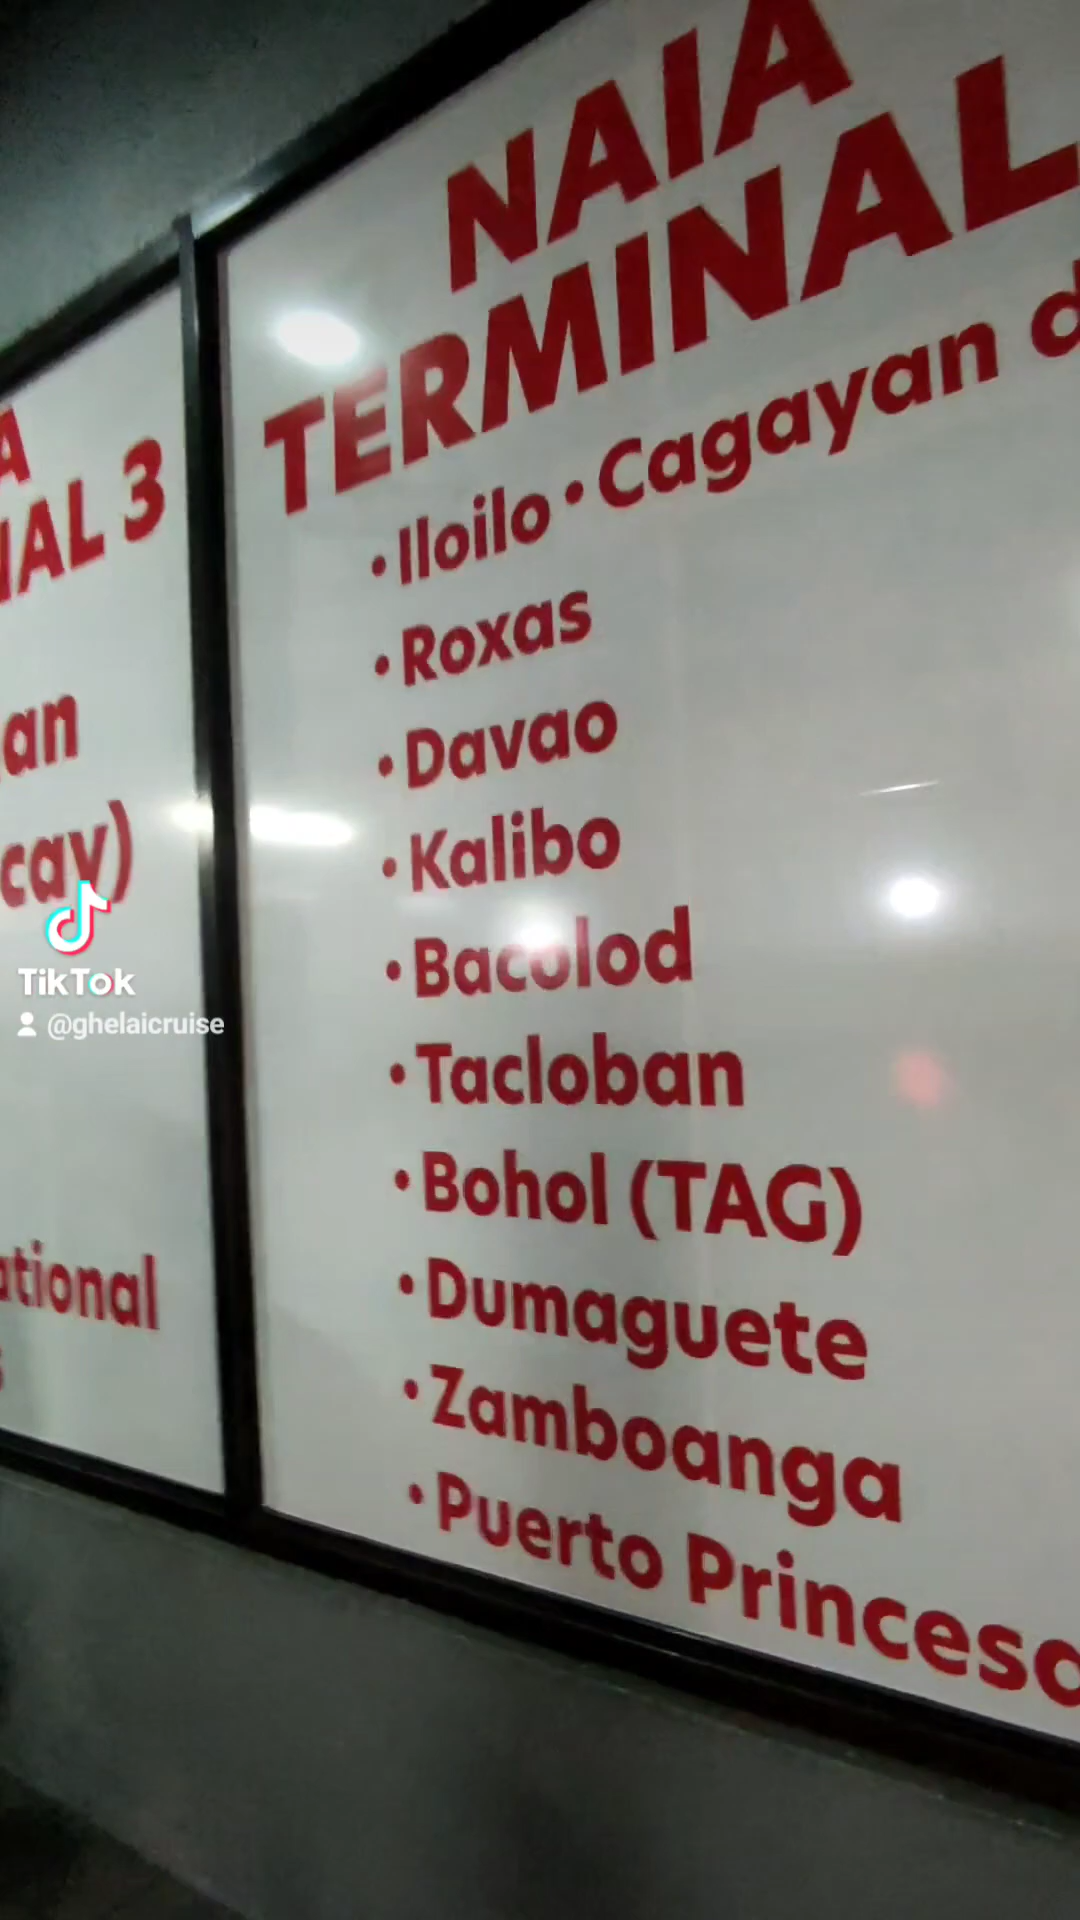 NAIA
TERMINAL
• Iloilo • Cagayan d
• Roxas
• Davao
• Kalibo
• Bacolod
• Tacloban
• Bohol (TAG)
• Dumaguete
• Zamboanga
• Puerto Princesa
A
NAL 3
an
cay)
ational
TikTok
@ghelaicruise